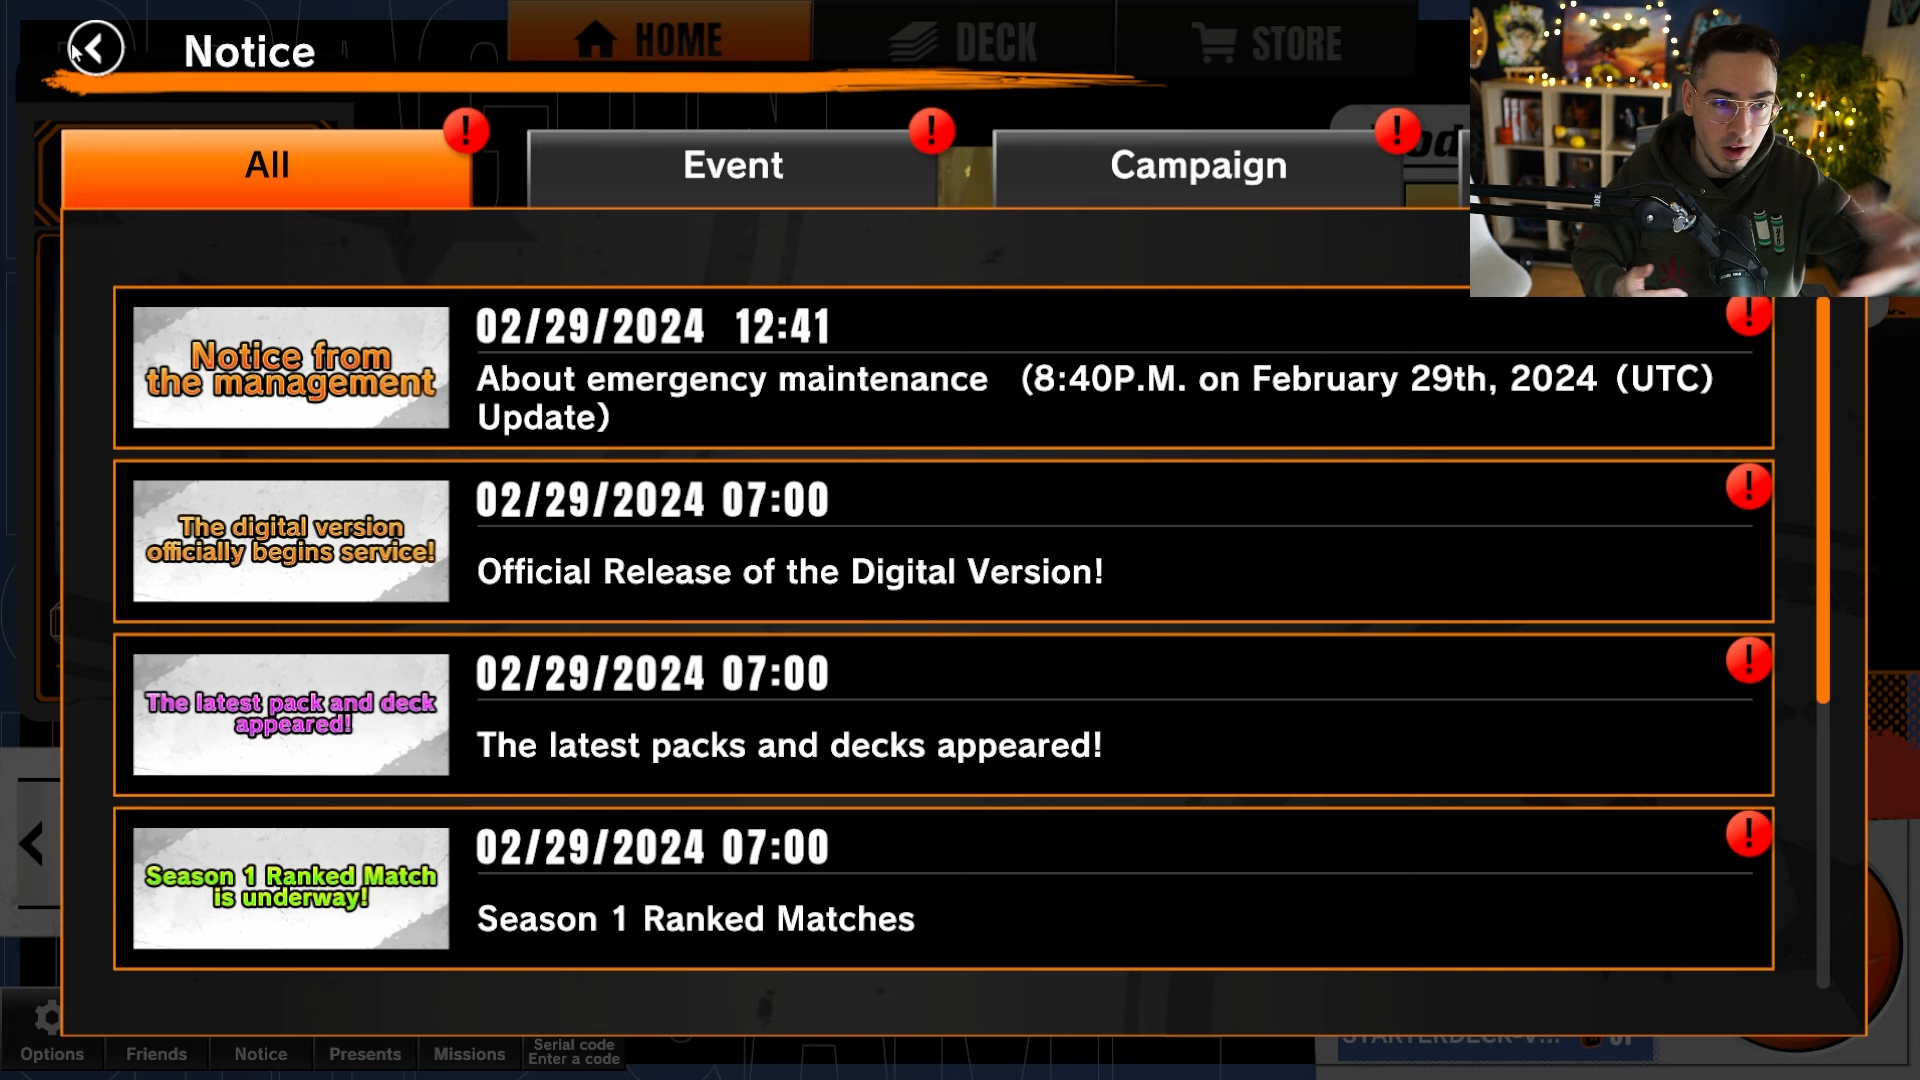 Notice
HOME
DECK
STORE
All
Event
Campaign
Notice from
the management
02/29/2024 12:41
About emergency maintenance (8:40P.M. on February 29th, 2024 (UTC)
Update)
The digital version
officially begins service!
02/29/2024 07:00
Official Release of the Digital Version!
The latest pack and deck
appeared!
02/29/2024 07:00
The latest packs and decks appeared!
Season 1 Ranked Match
is underway!
02/29/2024 07:00
Season 1 Ranked Matches
Options
Friends
Notice
Presents
Missions
Serial code
Enter a code